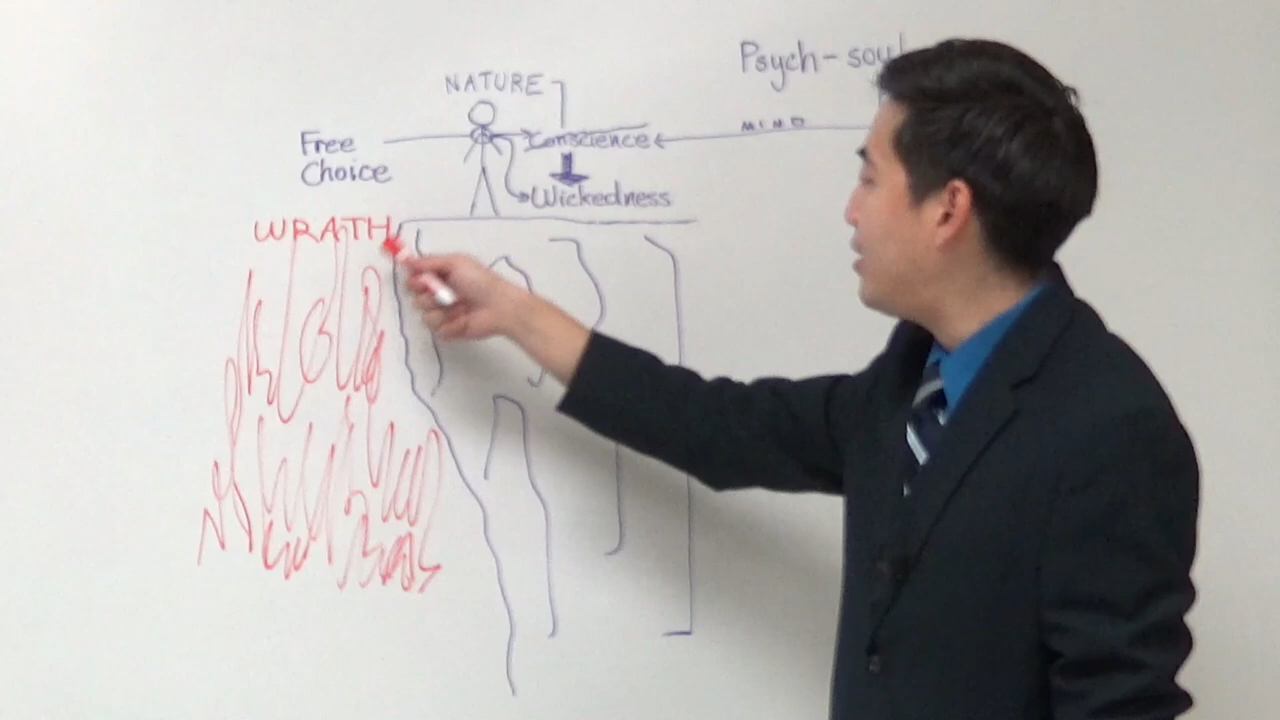 Psych-soul
NATURE
MIND
Free
Choice
Conscience
Wickedness
WRATH